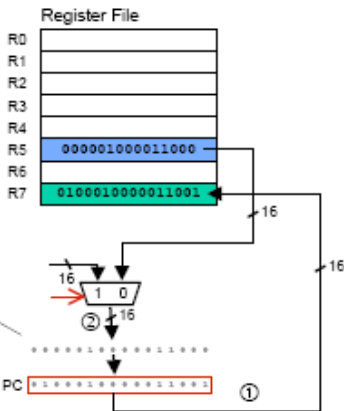 Register File
R0
R1
R2
R3
R4
R5 000001000011000
R6
R7 0100010000011001
16
16
16
1 0
② 16
PC 0100010000011001
①